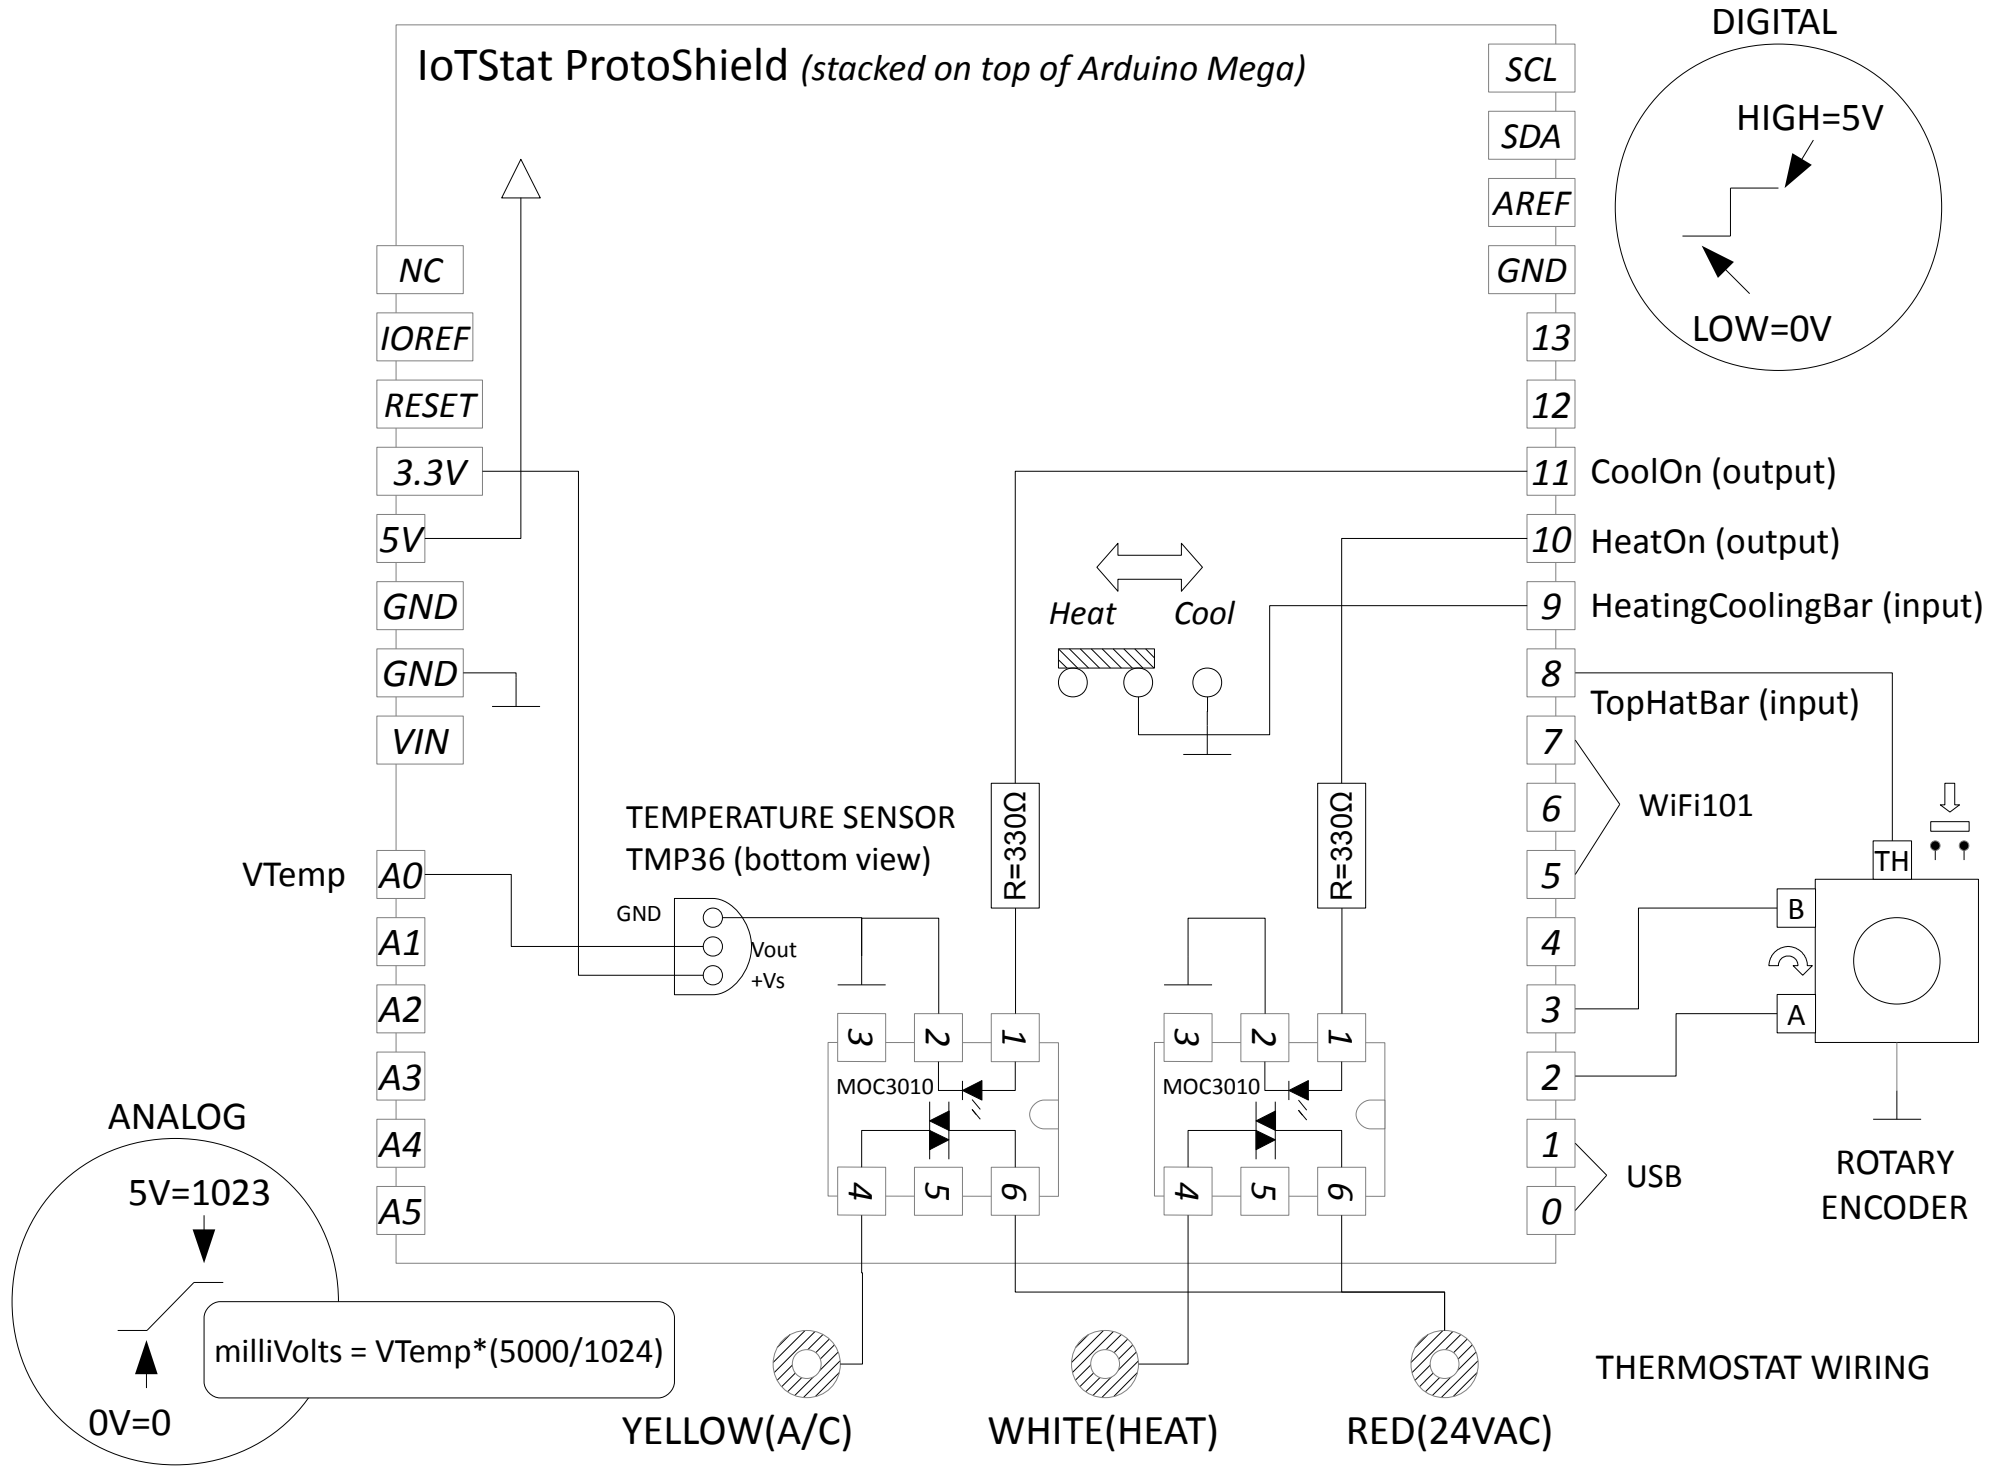 DIGITAL
IoTStat ProtoShield (stacked on top of Arduino Mega)
SCL
HIGH=5V
SDA
AREF
NC
GND
IOREF
13
LOW=0V
RESET
12
3.3V
11 CoolOn (output)
5V
10 HeatOn (output)
GND
Heat Cool
9 HeatingCoolingBar (input)
GND
8
TopHatBar (input)
VIN
7
TEMPERATURE SENSOR
TMP36 (bottom view)
R=330Ω
R=330Ω
6
WiFi101
VTemp A0
5
TH
GND
B
A1
Vout
4
+Vs
A2
3
A
3 2 1
3 2 1
A3
MOC3010
MOC3010
2
ANALOG
A4
1
USB
ROTARY
ENCODER
5V=1023
4 5 6
4 5 6
A5
0
milliVolts = VTemp*(5000/1024)
THERMOSTAT WIRING
0V=0
YELLOW(A/C)
WHITE(HEAT)
RED(24VAC)